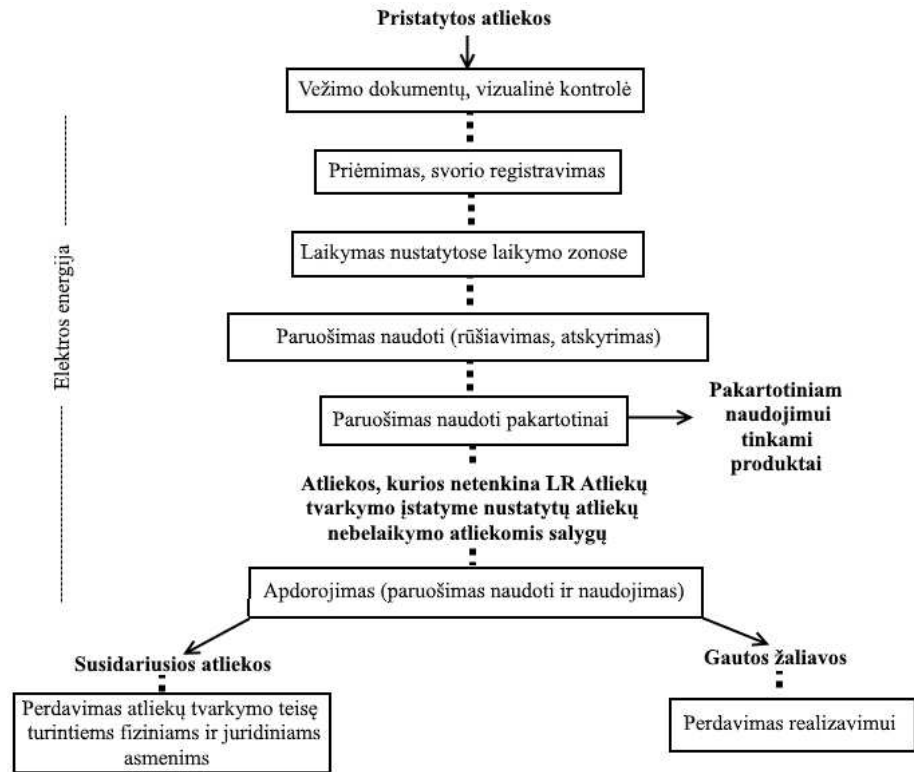 Pristatytos atliekos
Vežimo dokumentų, vizualinė kontrolė
Priėmimas, svorio registravimas
Laikymas nustatytose laikymo zonose
Elektros energija
Paruošimas naudoti (rūšiavimas, atskyrimas)
Paruošimas naudoti pakartotinai
Pakartotiniam
naudojimui
tinkami
produktai
Atliekos, kurios netenkina LR Atliekų
tvarkymo įstatyme nustatytų atliekų
nebelaikymo atliekomis salygų
Apdorojimas (paruošimas naudoti ir naudojimas)
Susidariusios atliekos
Perdavimas atliekų tvarkymo teisę
turintiems fiziniams ir juridiniams
asmenims
Gautos žaliavos
Perdavimas realizavimui